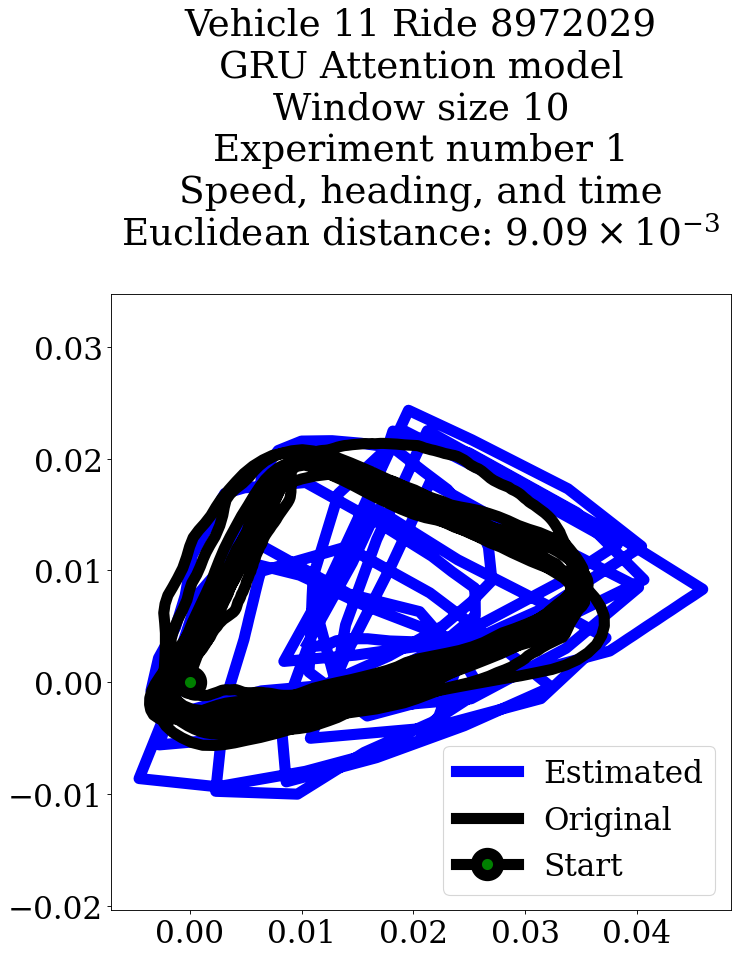 Vehicle 11 Ride 8972029
GRU Attention model
Window size 10
Experiment number 1
Speed, heading, and time
Euclidean distance: 9.09 × 10⁻³
0.03
0.02
0.01
0.00
−0.01
−0.02
Estimated
Original
Start
0.00 0.01 0.02 0.03 0.04